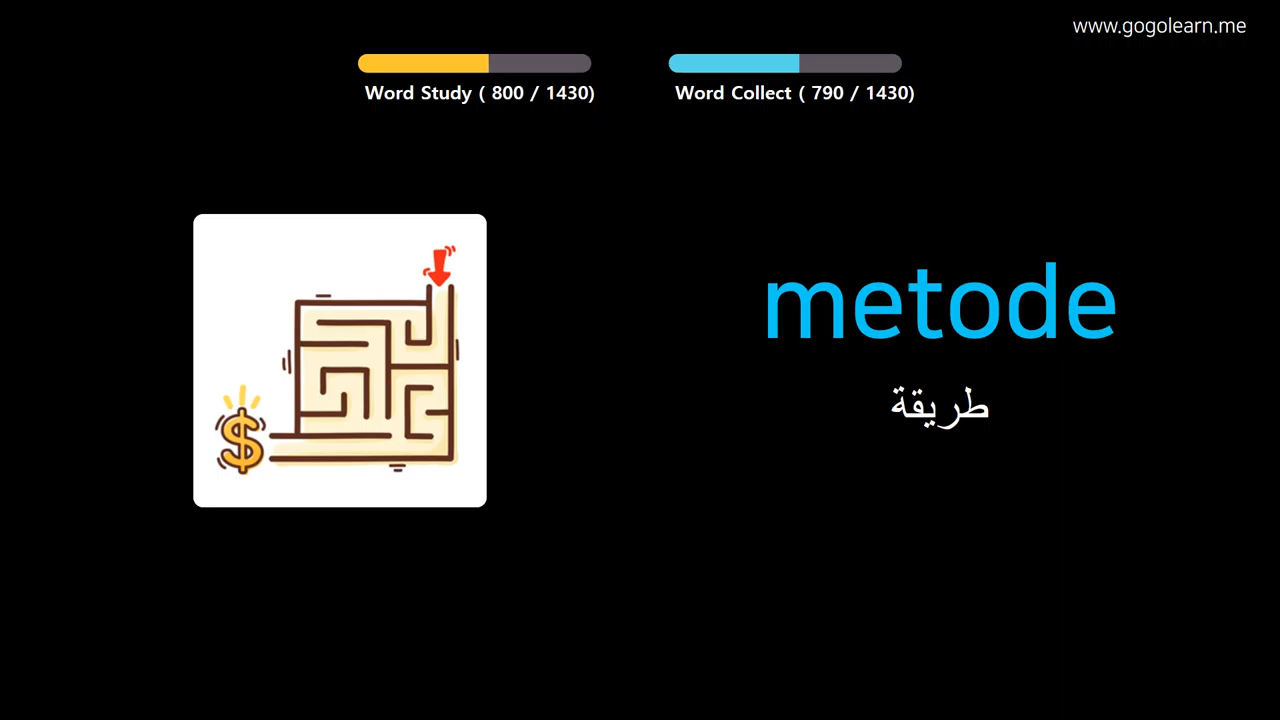 www.gogolearn.me
Word Study ( 800 / 1430)
Word Collect ( 790 / 1430)
metode
طريقة
$